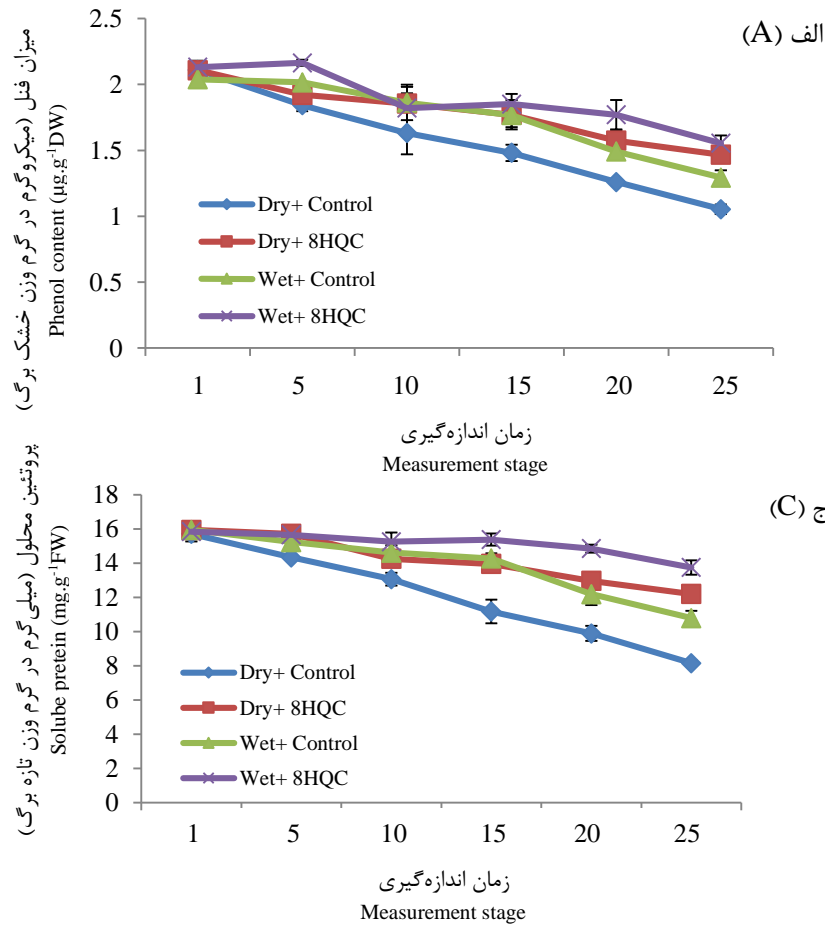 الف (A)
میزان فنل (میکروگرم در گرم وزن خشک برگ)
Phenol content (µg.g-1DW)
2.5
2
1.5
1
0.5
0
Dry+ Control
Dry+ 8HQC
Wet+ Control
Wet+ 8HQC
1 5 10 15 20 25
زمان اندازه‌گیری
Measurement stage
ج (C)
پروتئین محلول (میلی‌گرم در گرم وزن تازه برگ)
Solube pretein (mg.g-1FW)
18
16
14
12
10
8
6
4
2
0
Dry+ Control
Dry+ 8HQC
Wet+ Control
Wet+ 8HQC
1 5 10 15 20 25
زمان اندازه‌گیری
Measurement stage